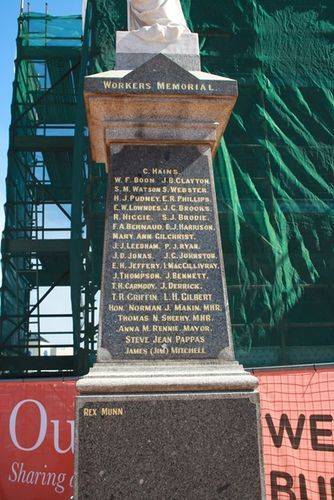 WORKERS MEMORIAL
C. HAINS.
W. F. BOON J. B. CLAYTON.
S. M. WATSON S. WEBSTER.
H. J. PUDNEY. E. R. PHILLIPS.
E. W. LOWNDES. J. C. BROOKS.
R. HIGGIE. S. J. BRODIE.
F. A. BERNAUD. E. J. HARRISON.
MARY ANN GILCHRIST.
J. J. LEEDHAM. P. J. RYAN.
J. D. JONAS. J. C. JOHNSTON.
E. H. JEFFERY. I. MACGILLIVRAY.
J. THOMPSON. J. BENNETT.
T. H. CARMODY. J. DERRICK.
T. R. GRIFFIN. L. H. GILBERT
HON. NORMAN J. MAKIN. MHR.
THOMAS N. SHEEHY. MHR.
ANNA M. RENNIE, MAYOR.
STEVE JEAN PAPPAS
JAMES (JIM) MITCHELL
REX MUNN
Ou
Sharing a
WE
BUI